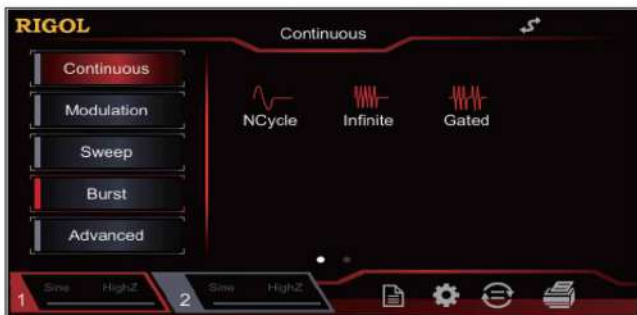 RIGOL
Continuous
Continuous
Modulation
Sweep
Burst
Advanced
NCycle Infinite Gated
1 Sine HighZ 2 Sine HighZ